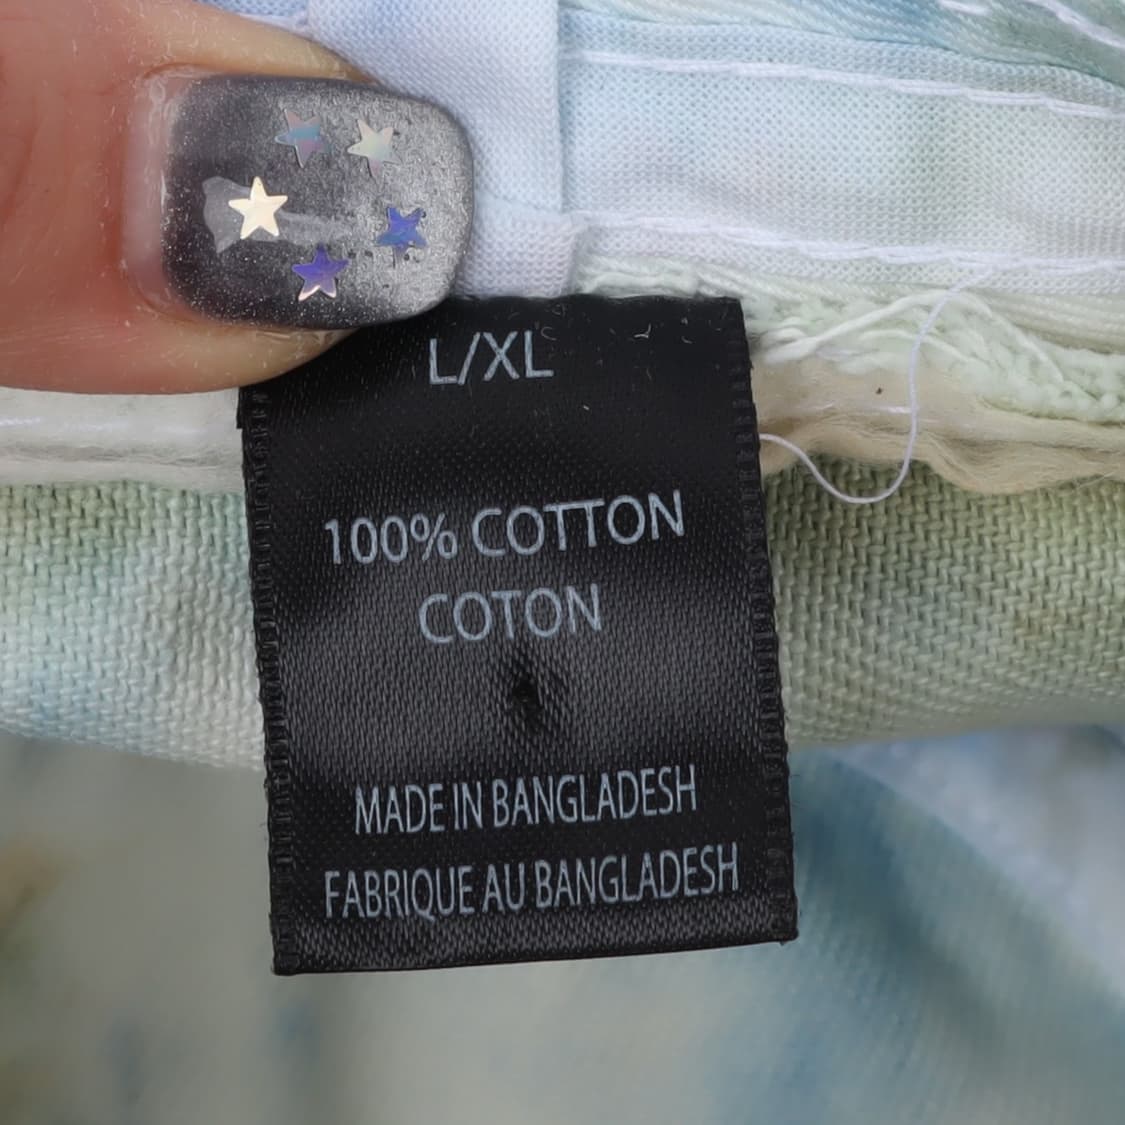 L/XL
100% COTTON
COTON
MADE IN BANGLADESH
FABRIQUE AU BANGLADESH